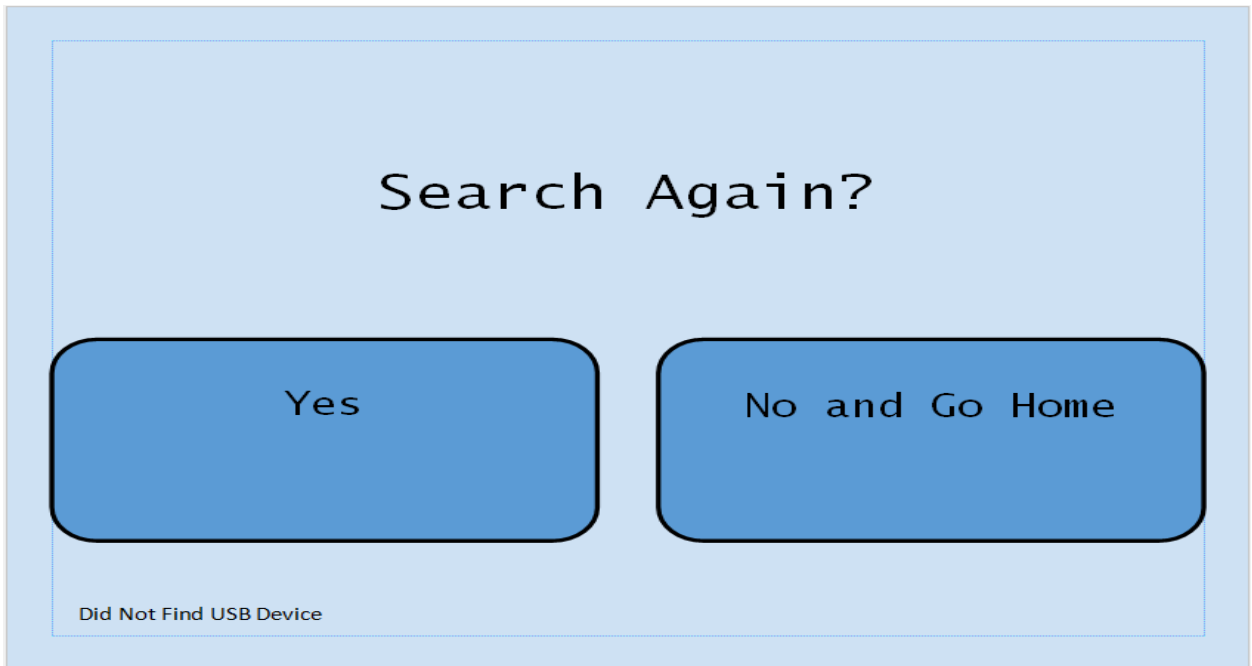 Search Again?
Yes
No and Go Home
Did Not Find USB Device